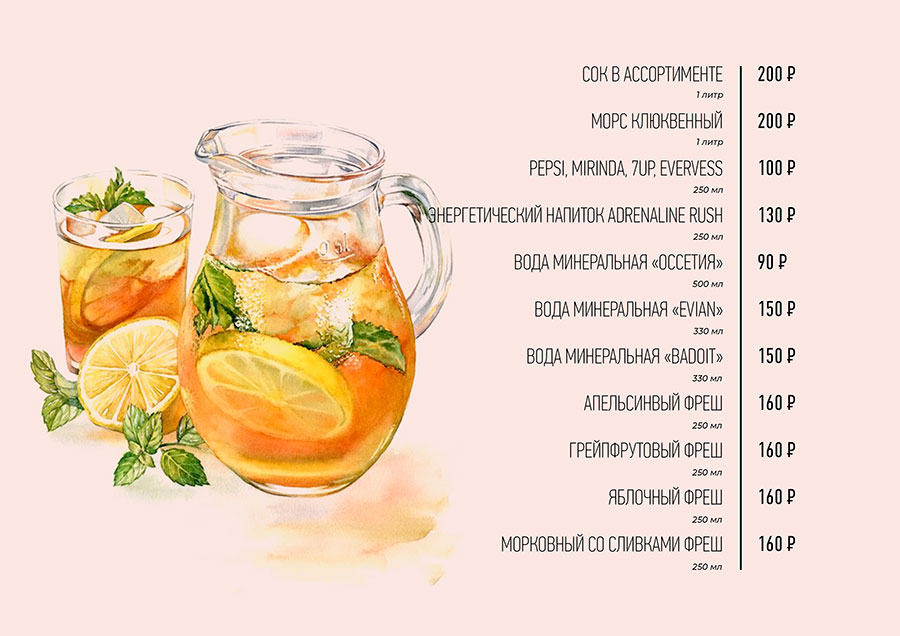 СОК В АССОРТИМЕНТЕ 200 ₽
1 литр
МОРС КЛЮКВЕННЫЙ 200 ₽
1 литр
PEPSI, MIRINDA, 7UP, EVERVESS 100 ₽
250 мл
ЭНЕРГЕТИЧЕСКИЙ НАПИТОК ADRENALINE RUSH 130 ₽
250 мл
ВОДА МИНЕРАЛЬНАЯ «ОССЕТИЯ» 90 ₽
500 мл
ВОДА МИНЕРАЛЬНАЯ «EVIAN» 150 ₽
330 мл
ВОДА МИНЕРАЛЬНАЯ «BADOIT» 150 ₽
330 мл
АПЕЛЬСИНВЫЙ ФРЕШ 160 ₽
250 мл
ГРЕЙПФРУТОВЫЙ ФРЕШ 160 ₽
250 мл
ЯБЛОЧНЫЙ ФРЕШ 160 ₽
250 мл
МОРКОВНЫЙ СО СЛИВКАМИ ФРЕШ 160 ₽
250 мл